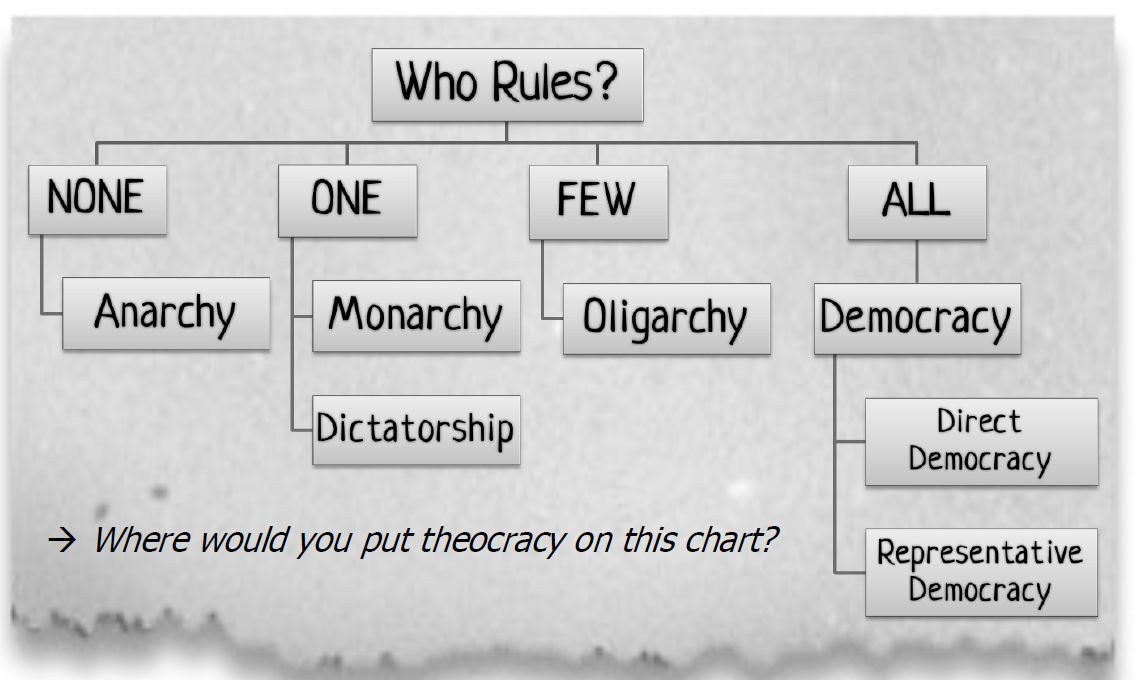 Who Rules?
NONE
ONE
FEW
ALL
Anarchy
Monarchy
Oligarchy
Democracy
Dictatorship
Direct
Democracy
Representative
Democracy
→ Where would you put theocracy on this chart?